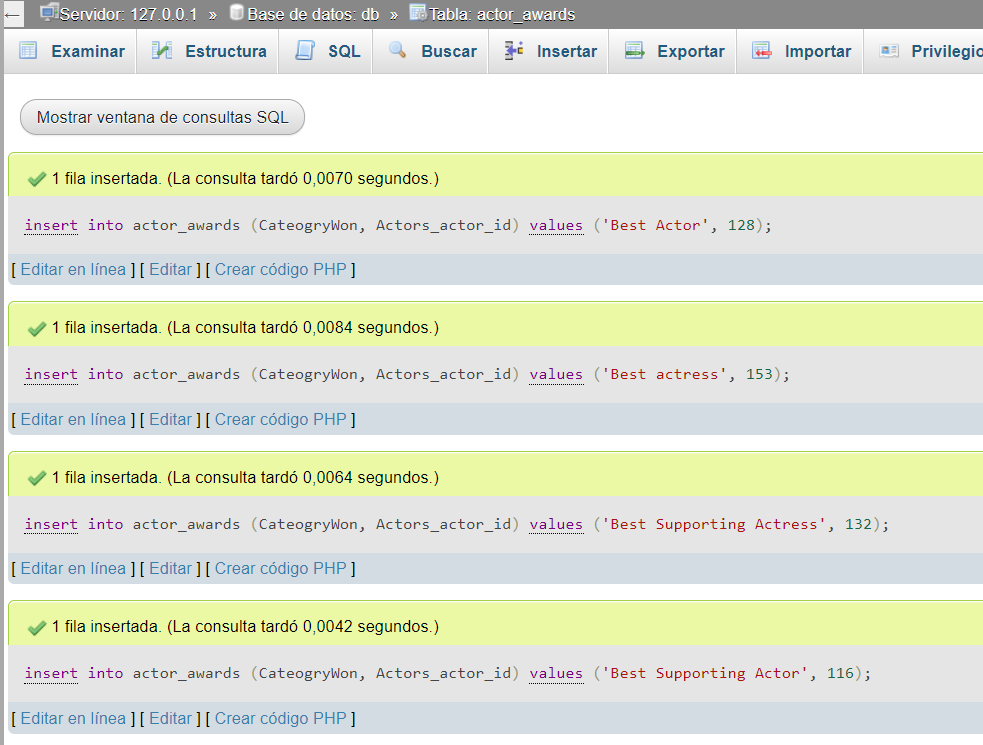 ← Servidor: 127.0.0.1 » Base de datos: db » Tabla: actor_awards
Examinar Estructura SQL Buscar Insertar Exportar Importar Privilegio
Mostrar ventana de consultas SQL
1 fila insertada. (La consulta tardó 0,0070 segundos.)
insert into actor_awards (CateogryWon, Actors_actor_id) values ('Best Actor', 128);
[ Editar en línea ] [ Editar ] [ Crear código PHP ]
1 fila insertada. (La consulta tardó 0,0084 segundos.)
insert into actor_awards (CateogryWon, Actors_actor_id) values ('Best actress', 153);
[ Editar en línea ] [ Editar ] [ Crear código PHP ]
1 fila insertada. (La consulta tardó 0,0064 segundos.)
insert into actor_awards (CateogryWon, Actors_actor_id) values ('Best Supporting Actress', 132);
[ Editar en línea ] [ Editar ] [ Crear código PHP ]
1 fila insertada. (La consulta tardó 0,0042 segundos.)
insert into actor_awards (CateogryWon, Actors_actor_id) values ('Best Supporting Actor', 116);
[ Editar en línea ] [ Editar ] [ Crear código PHP ]